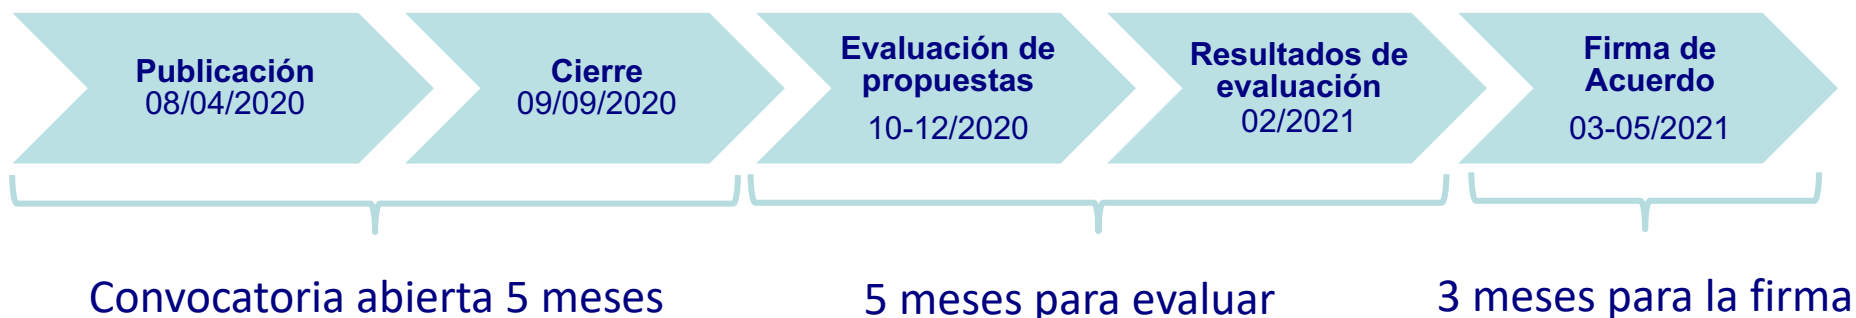 Publicación
08/04/2020
Cierre
09/09/2020
Evaluación de
propuestas
10-12/2020
Resultados de
evaluación
02/2021
Firma de
Acuerdo
03-05/2021
Convocatoria abierta 5 meses
5 meses para evaluar
3 meses para la firma